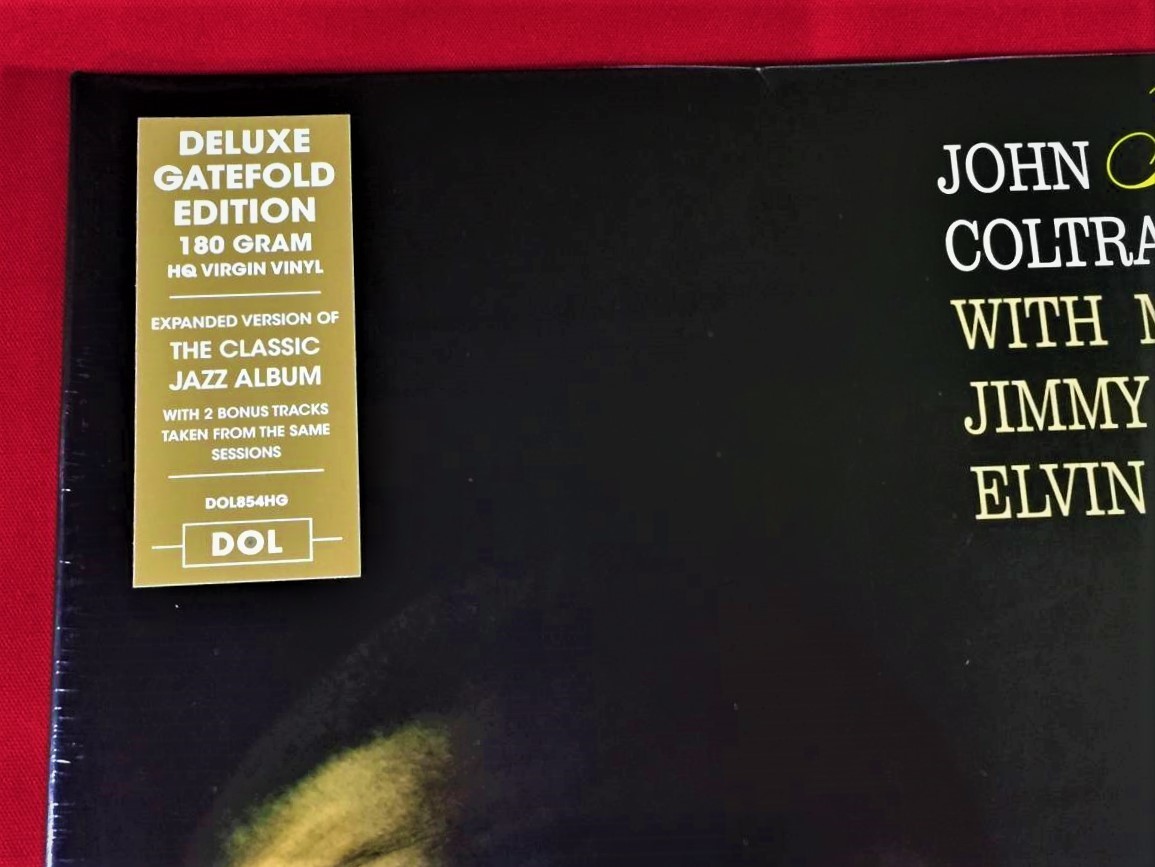 DELUXE
GATEFOLD
EDITION
180 GRAM
HQ VIRGIN VINYL
EXPANDED VERSION OF
THE CLASSIC
JAZZ ALBUM
WITH 2 BONUS TRACKS
TAKEN FROM THE SAME
SESSIONS
DOL854HG
DOL
JOHN
COLTRA
WITH
JIMMY
ELVIN